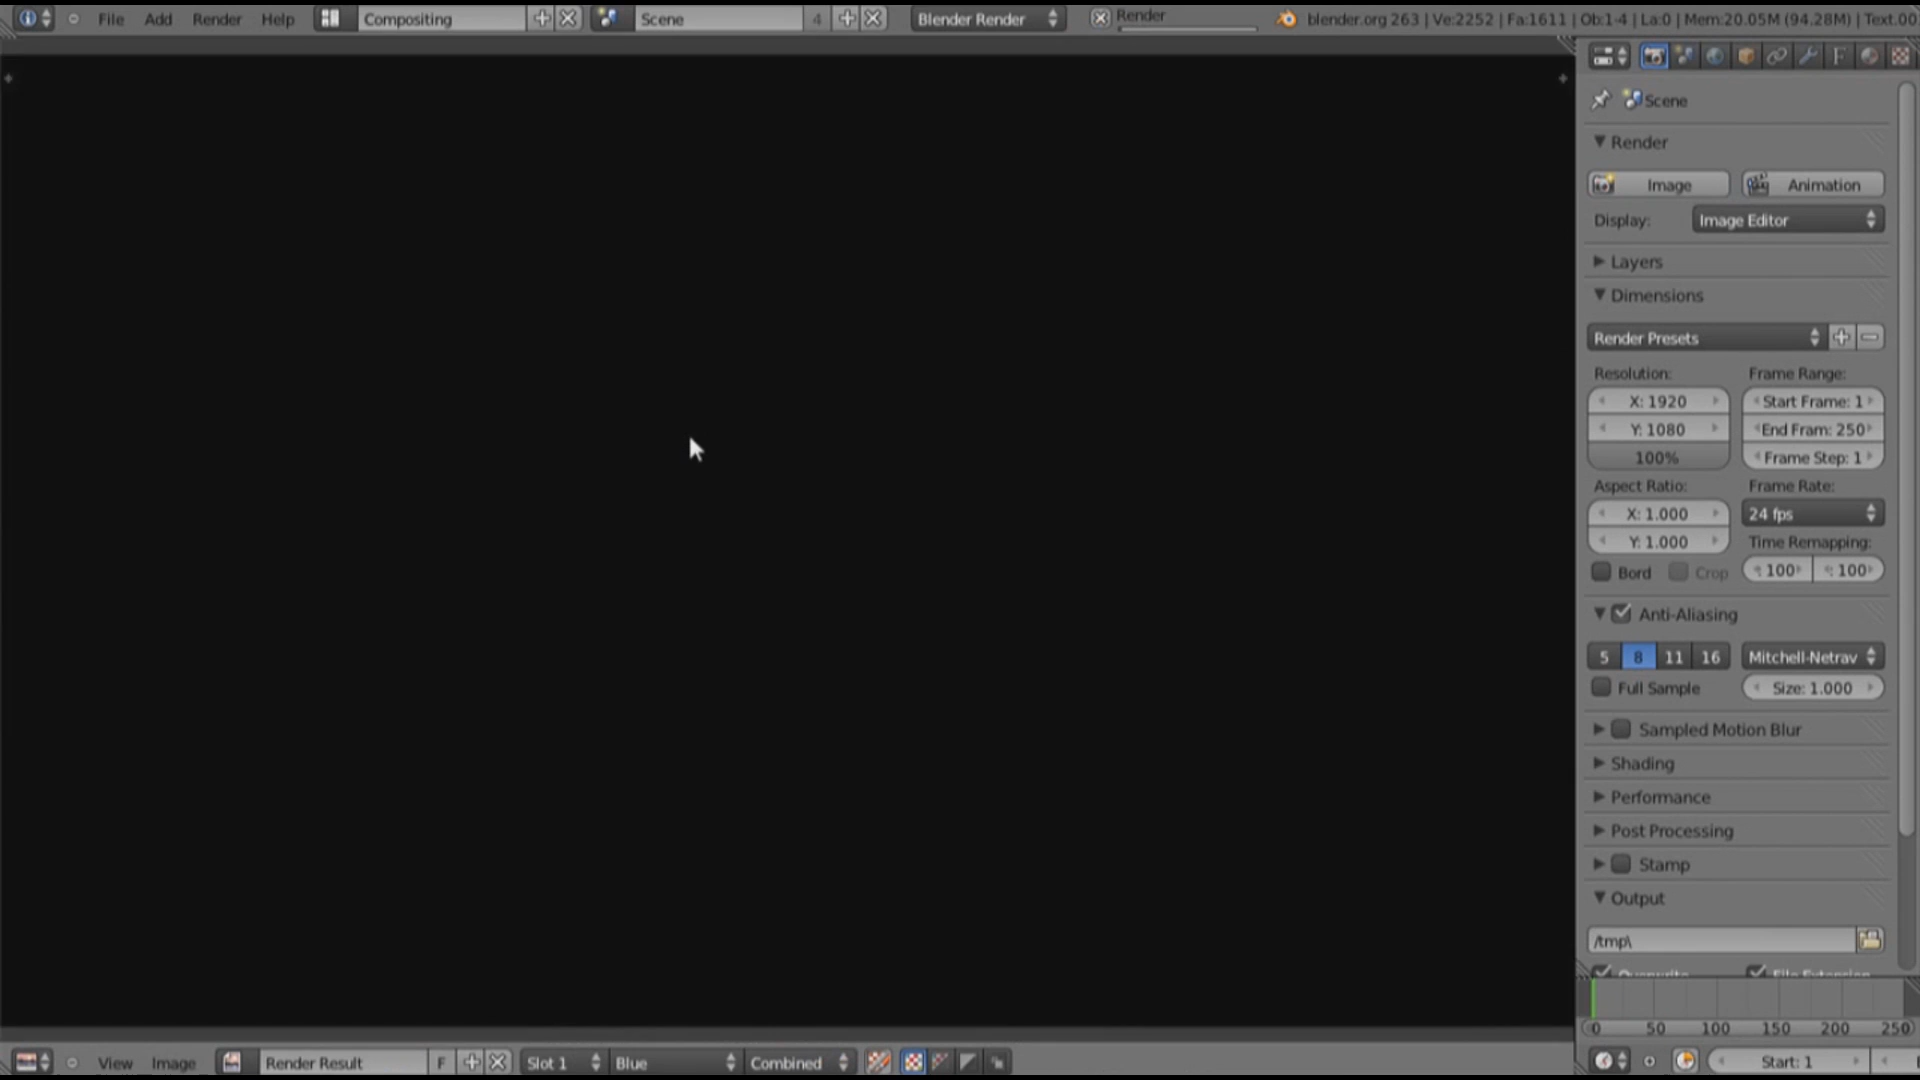 File Add Render Help Compositing Scene 4 Blender Render Render blender.org 263 | Ve:2252 | Fa:1611 | Ob:1-4 | La:0 | Mem:20.05M (94.28M) | Text.00
Scene
Render
Image Animation
Display: Image Editor
Layers
Dimensions
Render Presets
Resolution: Frame Range:
X: 1920 Start Frame: 1
Y: 1080 End Fram: 250
100% Frame Step: 1
Aspect Ratio: Frame Rate:
X: 1.000 24 fps
Y: 1.000 Time Remapping:
Bord Crop 100 100
Anti-Aliasing
5 8 11 16 Mitchell-Netrav
Full Sample Size: 1.000
Sampled Motion Blur
Shading
Performance
Post Processing
Stamp
Output
/tmp\
Overwrite File Extension
0 50 100 150 200 250
View Image Render Result F Slot 1 Blue Combined Start: 1